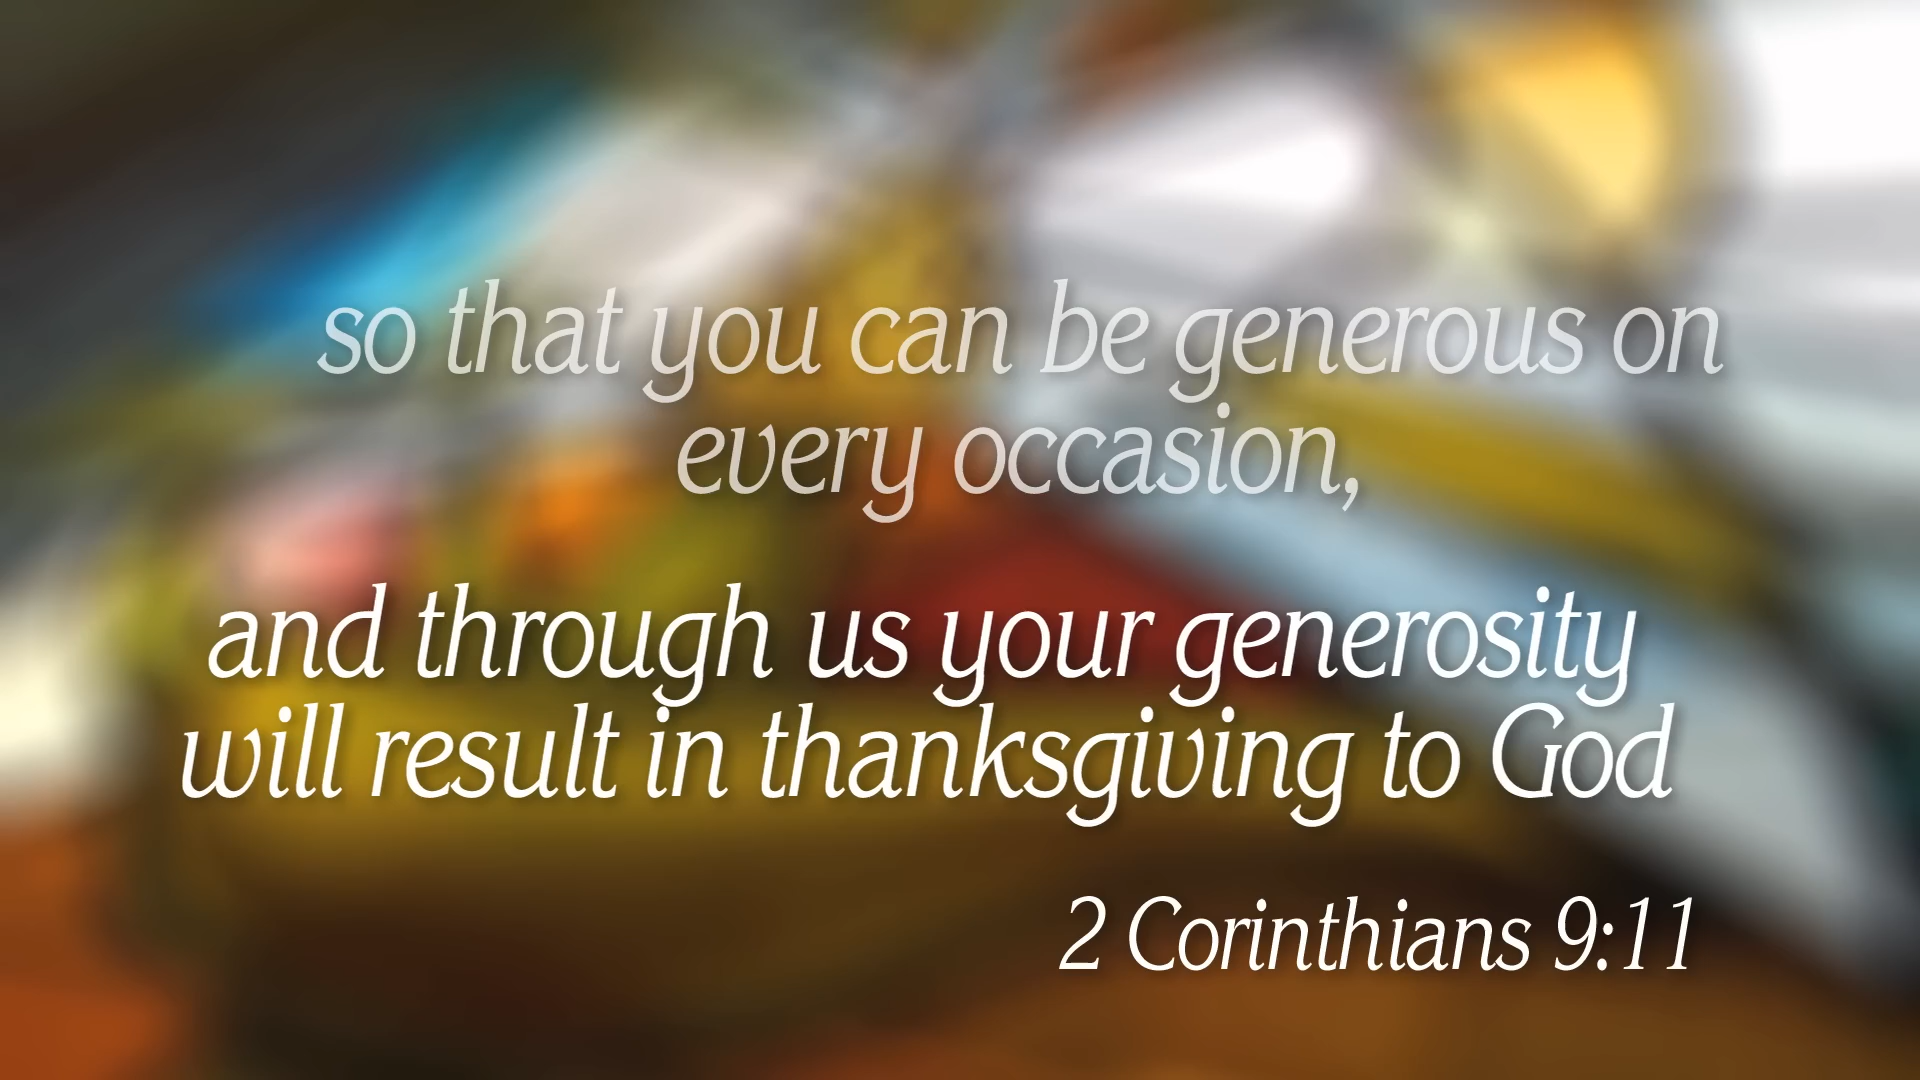 so that you can be generous on
every occasion,
and through us your generosity
will result in thanksgiving to God
2 Corinthians 9:11